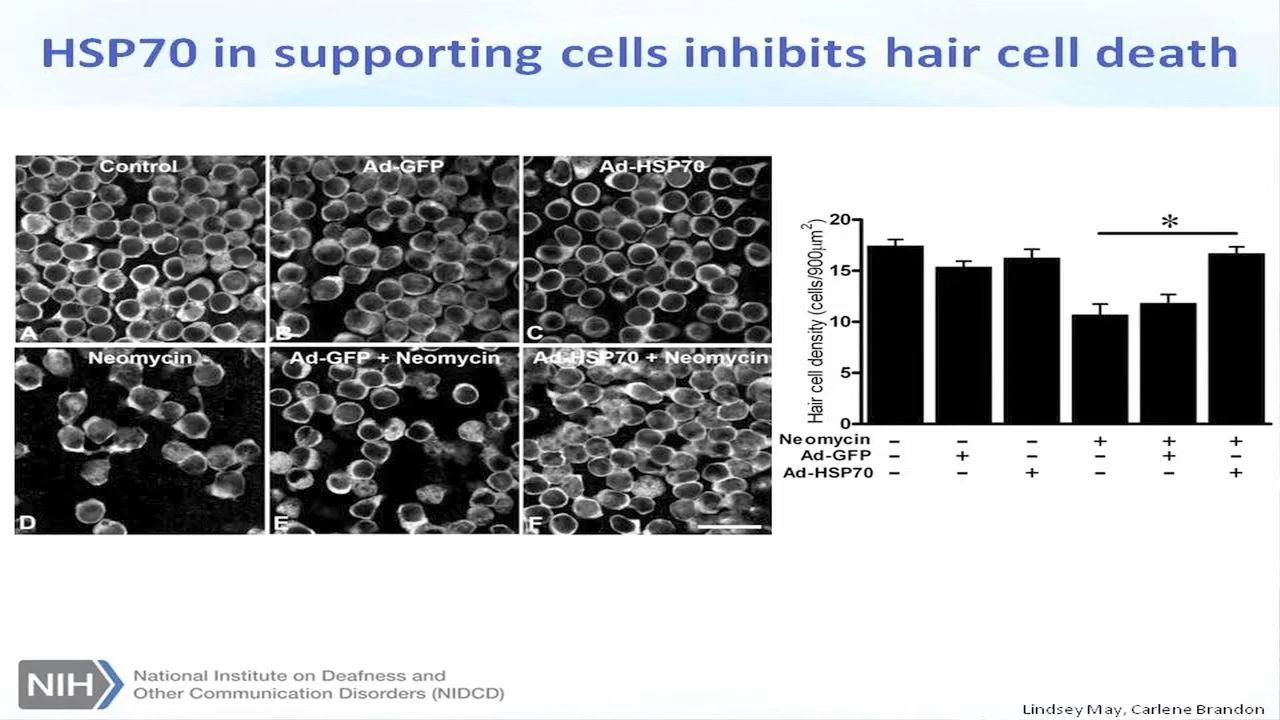 HSP70 in supporting cells inhibits hair cell death
Control
Ad-GFP
Ad-HSP70
A
B
C
Neomycin
Ad-GFP + Neomycin
Ad-HSP70 + Neomycin
D
E
F
Hair cell density (cells/900µm²)
20
15
10
5
0
*
Neomycin - - - + + +
Ad-GFP - + - - + -
Ad-HSP70 - - + - - +
NIH
National Institute on Deafness and
Other Communication Disorders (NIDCD)
Lindsey May, Carlene Brandon